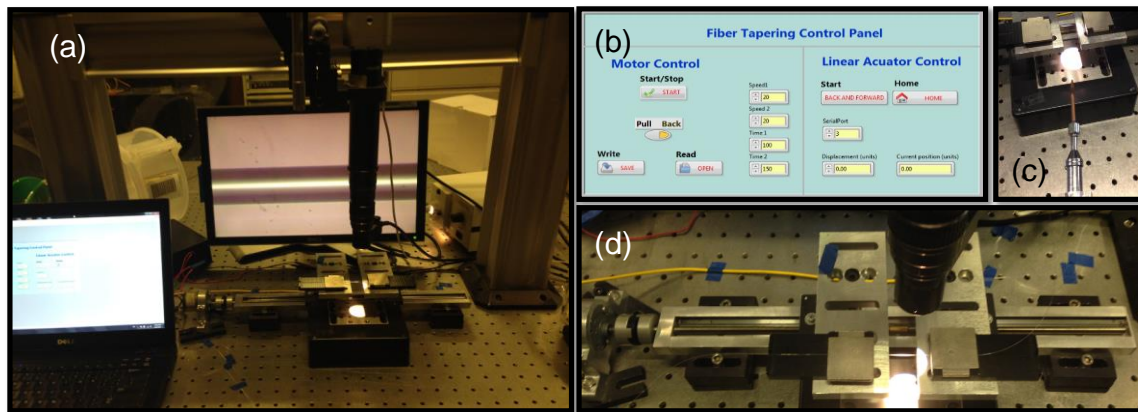 (a)
(b)
Fiber Tapering Control Panel
Motor Control
Start/Stop
START
Pull Back
Write
SAVE
Read
OPEN
Speed1
20
Speed 2
20
Time 1
100
Time 2
150
Linear Acuator Control
Start
BACK AND FORWARD
Home
HOME
SerialPort
3
Displacement (units)
0.00
Current position (units)
0.00
(c)
(d)
DELL